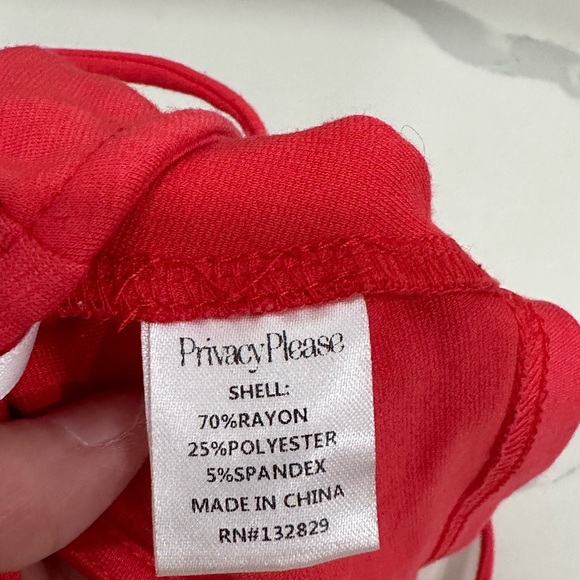 PrivacyPlease
SHELL:
70%RAYON
25%POLYESTER
5%SPANDEX
MADE IN CHINA
RN#132829